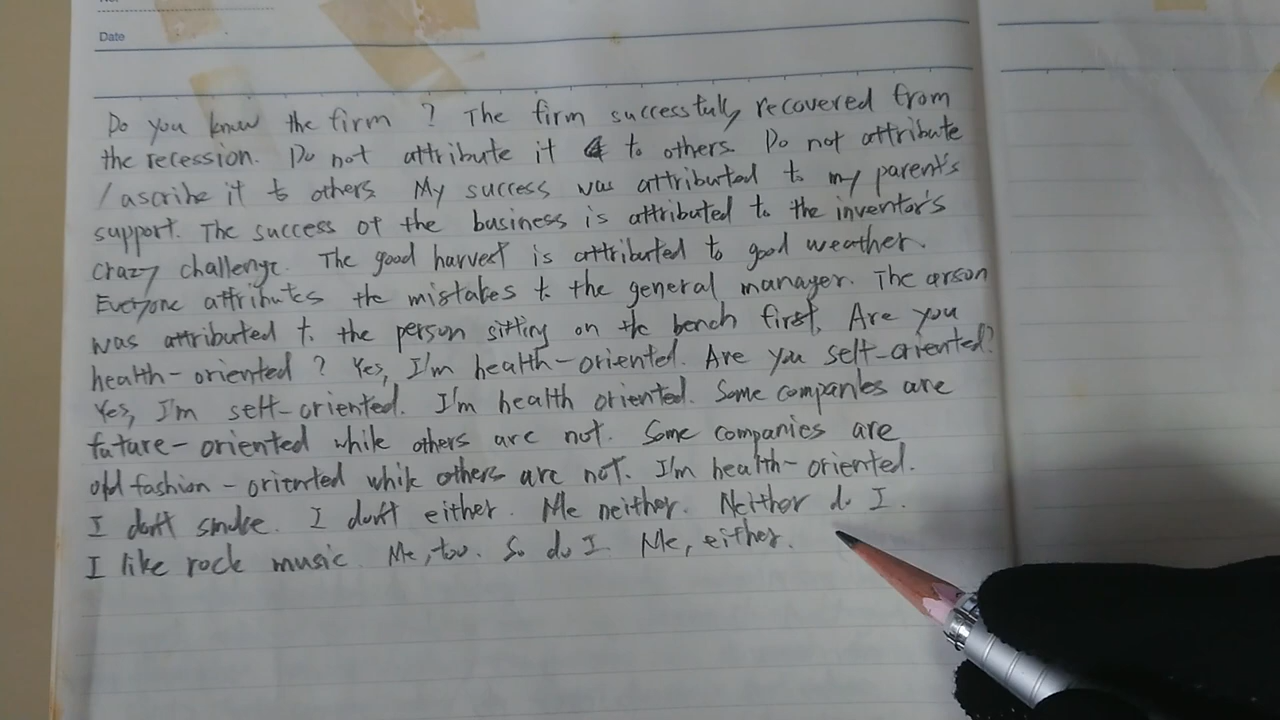 Date
Do you know the firm ? The firm successfully recovered from
the recession. Do not attribute it to others. Do not attribute
/ ascribe it to others My success was attributed to my parent's
support. The success of the business is attributed to the inventor's
crazy challenge. The good harvest is attributed to good weather.
Everyone attributes the mistakes to the general manager. The arson
was attributed to the person sitting on the bench first. Are you
health-oriented ? Yes, I'm health-oriented. Are you self-oriented?
Yes, I'm self-oriented. I'm health oriented. Some companies are
future-oriented while others are not. Some companies are
old fashion-oriented while others are not. I'm health-oriented.
I don't smoke. I don't either. Me neither. Neither do I.
I like rock music. Me, too. So do I. Me, either.